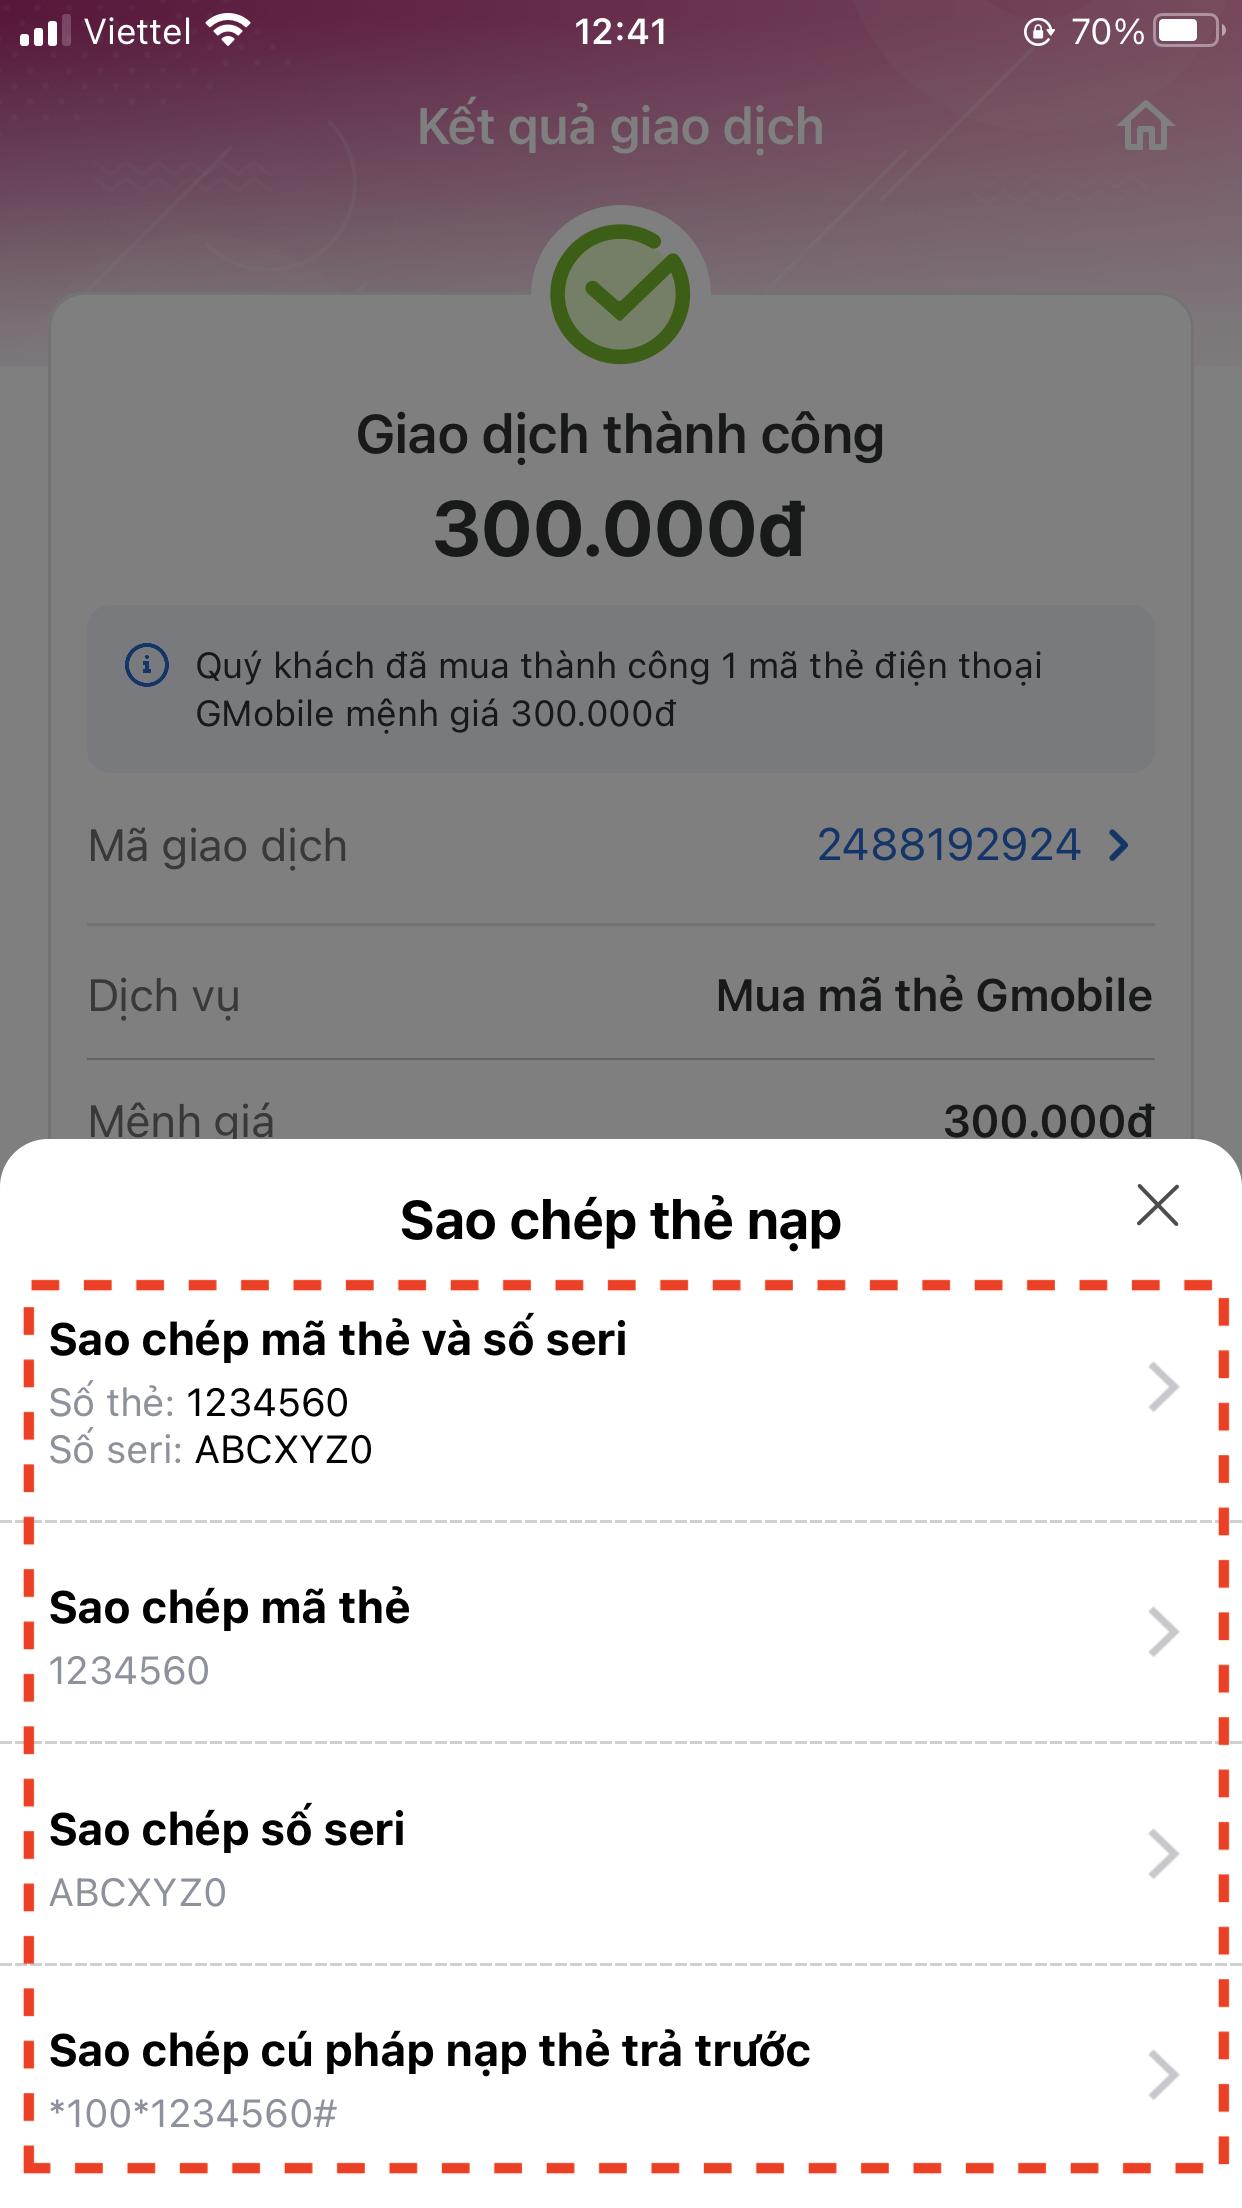 Viettel 12:41 70%
Kết quả giao dịch
Giao dịch thành công
300.000đ
Quý khách đã mua thành công 1 mã thẻ điện thoại
GMobile mệnh giá 300.000đ
Mã giao dịch 2488192924
Dịch vụ Mua mã thẻ Gmobile
Mệnh giá 300.000đ
Sao chép thẻ nạp
Sao chép mã thẻ và số seri
Số thẻ: 1234560
Số seri: ABCXYZ0
Sao chép mã thẻ
1234560
Sao chép số seri
ABCXYZ0
Sao chép cú pháp nạp thẻ trả trước
*100*1234560#